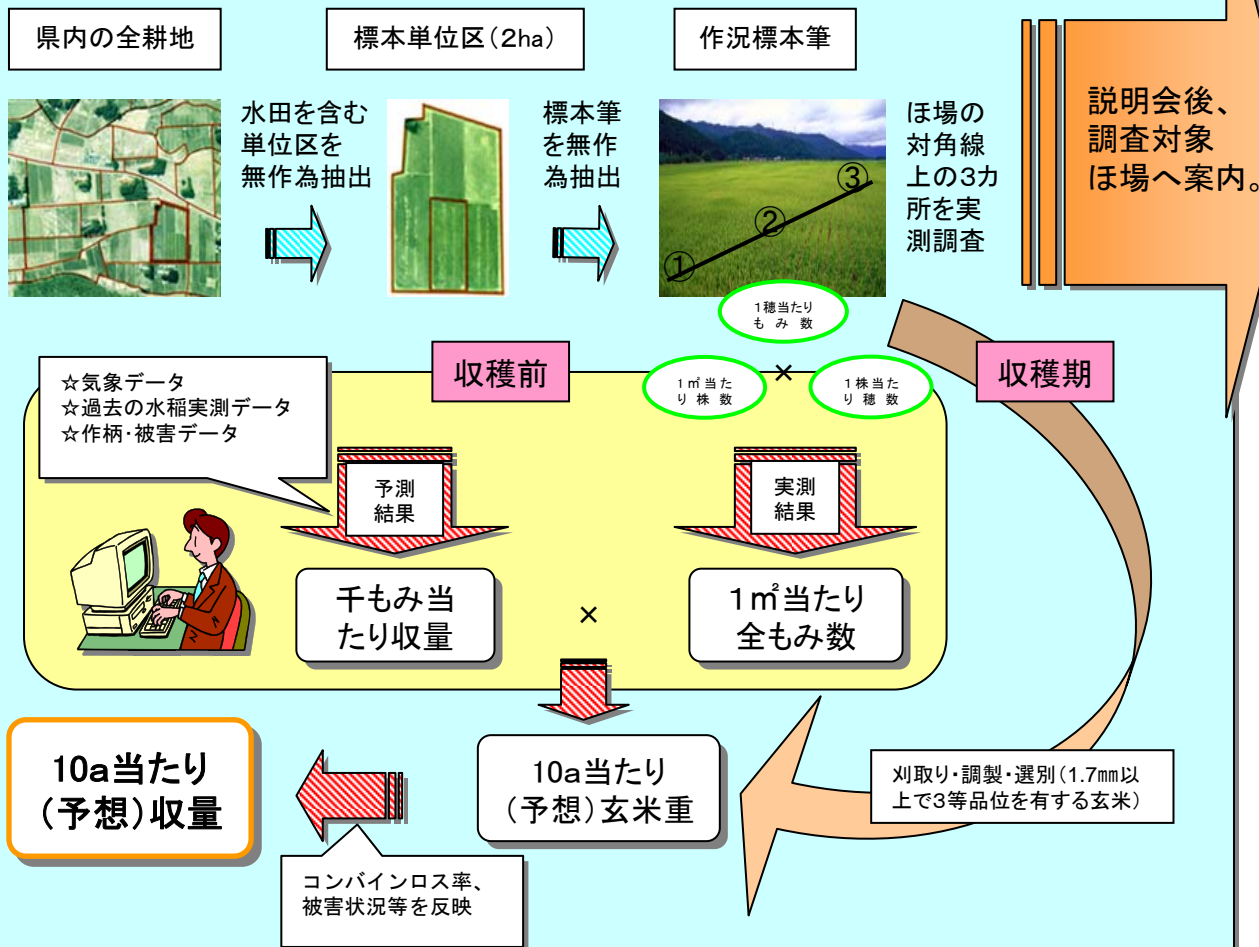 県内の全耕地
標本単位区（2ha）
作況標本筆
水田を含む
単位区を
無作為抽出
標本筆
を無作
為抽出
①
②
③
ほ場の
対角線
上の3カ
所を実
測調査
説明会後、
調査対象
ほ場へ案内。
1穂当たり
もみ数
収穫前
1㎡当た
り株数
×
1株当た
り穂数
収穫期
☆気象データ
☆過去の水稲実測データ
☆作柄・被害データ
予測
結果
実測
結果
千もみ当
たり収量
×
1㎡当たり
全もみ数
10a当たり
（予想）収量
10a当たり
（予想）玄米重
刈取り・調製・選別（1.7㎜以
上で3等品位を有する玄米）
コンバインロス率、
被害状況等を反映